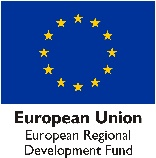 European Union
European Regional
Development Fund